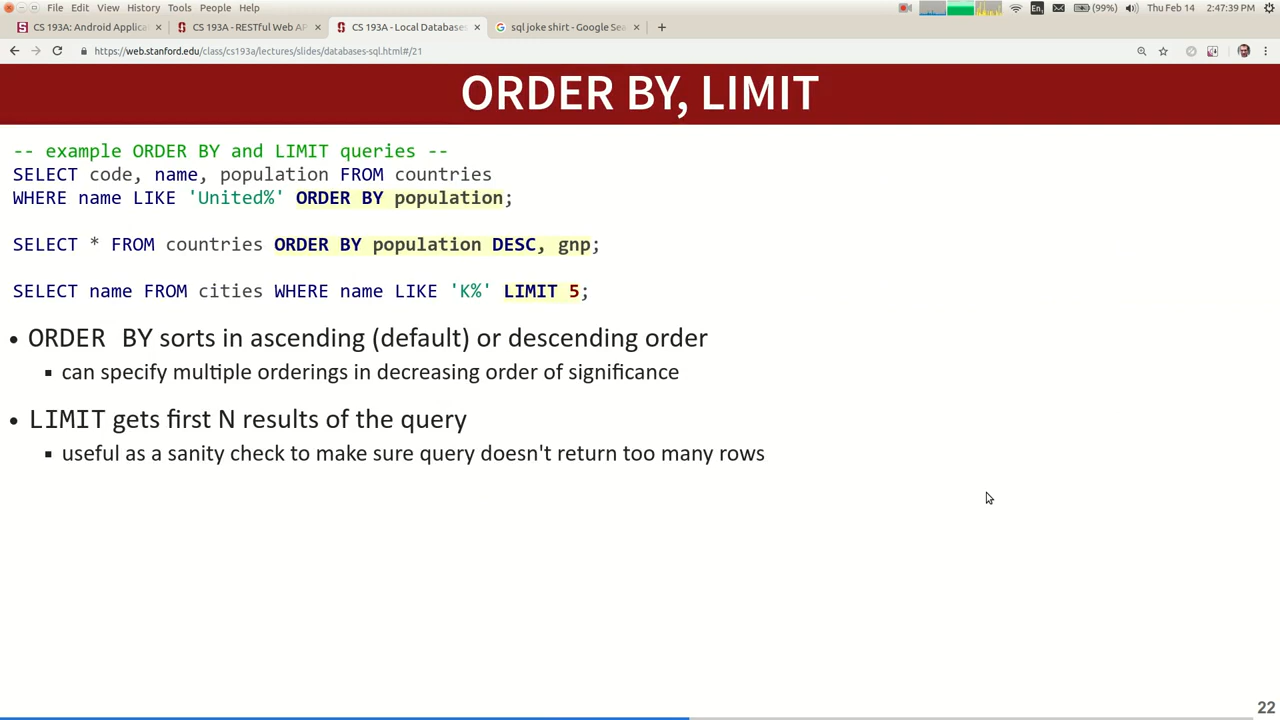 File Edit View History Tools People Help
En
(99%)
Thu Feb 14 2:47:39 PM
CS 193A: Android Applica
CS 193A - RESTful Web AP
CS 193A - Local Databases
sql joke shirt - Google Sea
https://web.stanford.edu/class/cs193a/lectures/slides/databases-sql.html#/21
ORDER BY, LIMIT
-- example ORDER BY and LIMIT queries --
SELECT code, name, population FROM countries
WHERE name LIKE 'United%' ORDER BY population;
SELECT * FROM countries ORDER BY population DESC, gnp;
SELECT name FROM cities WHERE name LIKE 'K%' LIMIT 5;
• ORDER BY sorts in ascending (default) or descending order
▪ can specify multiple orderings in decreasing order of significance
• LIMIT gets first N results of the query
▪ useful as a sanity check to make sure query doesn't return too many rows
22